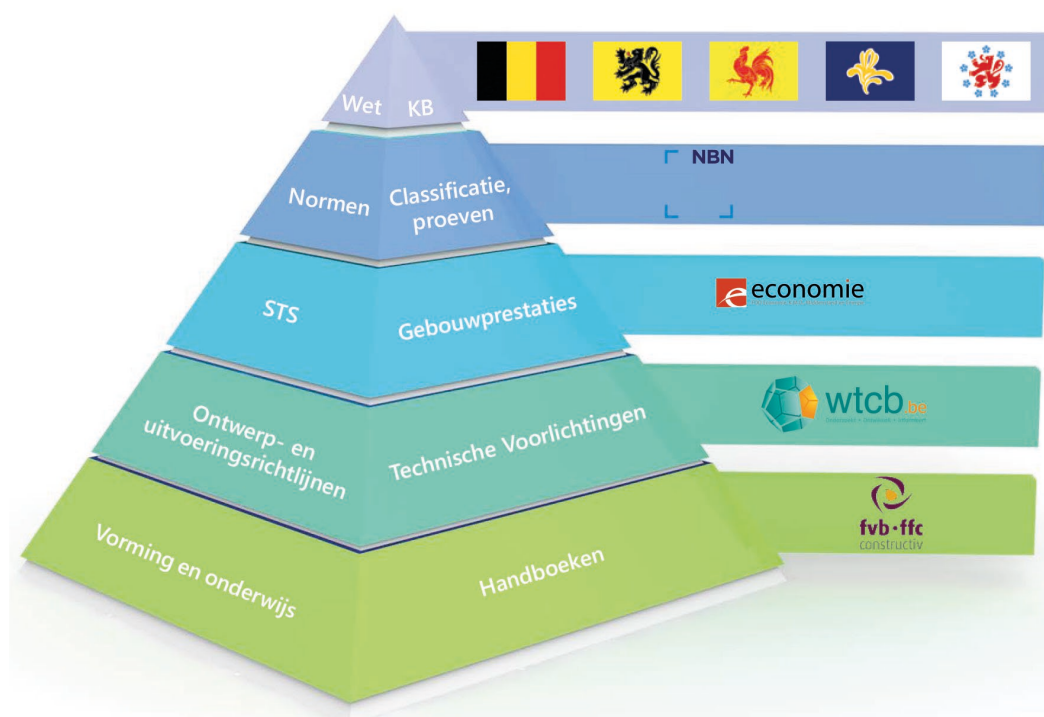 Wet
KB
Normen
Classificatie,
proeven
NBN
STS
Gebouwprestaties
economie
Ontwerp- en
uitvoeringsrichtlijnen
Technische Voorlichtingen
wtcb.be
Vorming en onderwijs
Handboeken
fvb·ffc
constructiv